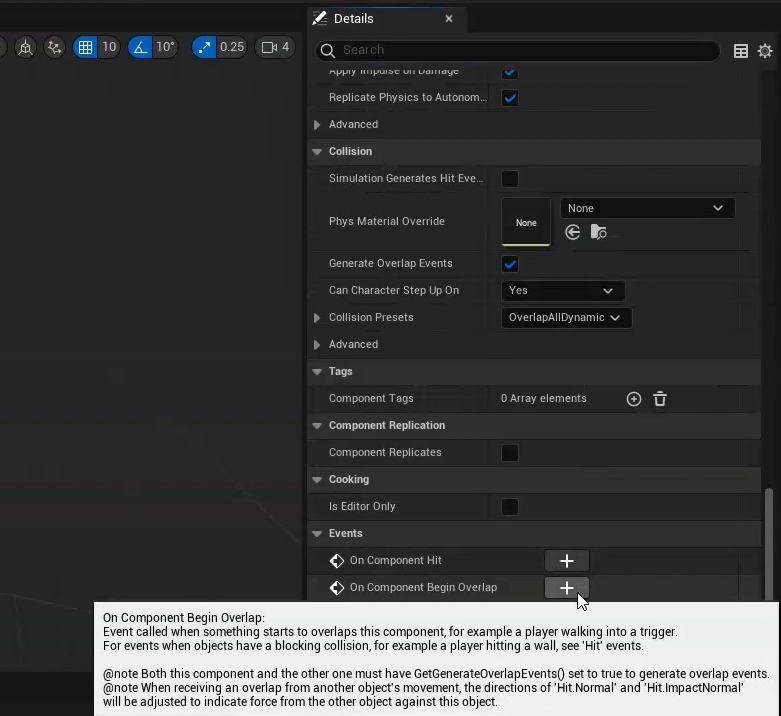 Details ×
10 10° 0.25 4
Search
Apply Impulse on Damage
Replicate Physics to Autonom...
Advanced
Collision
Simulation Generates Hit Eve...
Phys Material Override None None
Generate Overlap Events
Can Character Step Up On Yes
Collision Presets OverlapAllDynamic
Advanced
Tags
Component Tags 0 Array elements
Component Replication
Component Replicates
Cooking
Is Editor Only
Events
On Component Hit +
On Component Begin Overlap +
On Component Begin Overlap:
Event called when something starts to overlaps this component, for example a player walking into a trigger.
For events when objects have a blocking collision, for example a player hitting a wall, see 'Hit' events.
@note Both this component and the other one must have GetGenerateOverlapEvents() set to true to generate overlap events.
@note When receiving an overlap from another object's movement, the directions of 'Hit.Normal' and 'Hit.ImpactNormal'
will be adjusted to indicate force from the other object against this object.